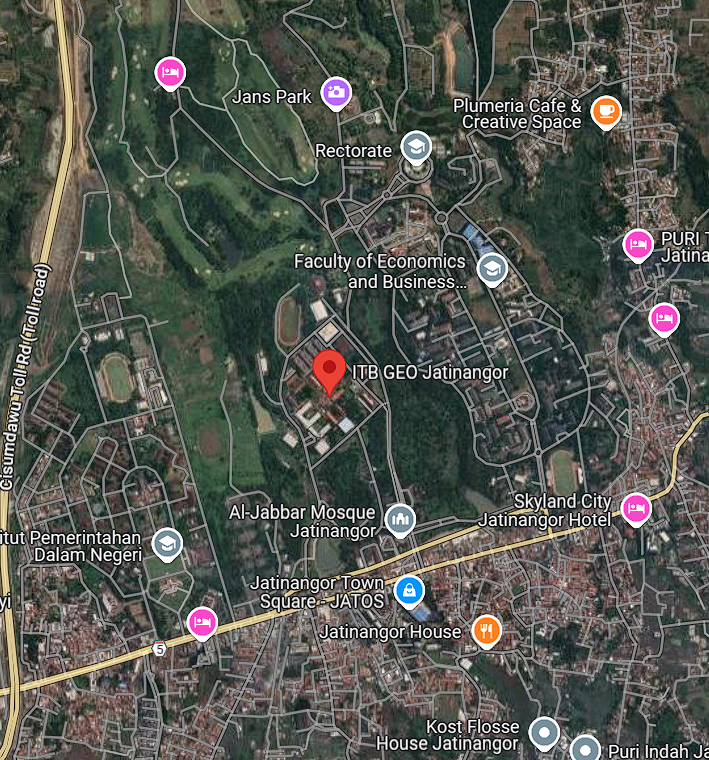 Jans Park
Plumeria Cafe &
Creative Space
Rectorate
PURI
Jatina
Faculty of Economics
and Business...
ITB GEO Jatinangor
Cisumdawu Toll Rd (Toll road)
Skyland City
Jatinangor Hotel
Al-Jabbar Mosque
Jatinangor
itut Pemerintahan
Dalam Negeri
Jatinangor Town
Square - JATOS
yi
Jatinangor House
5
Kost Flosse
House Jatinangor
Puri Indah Ja